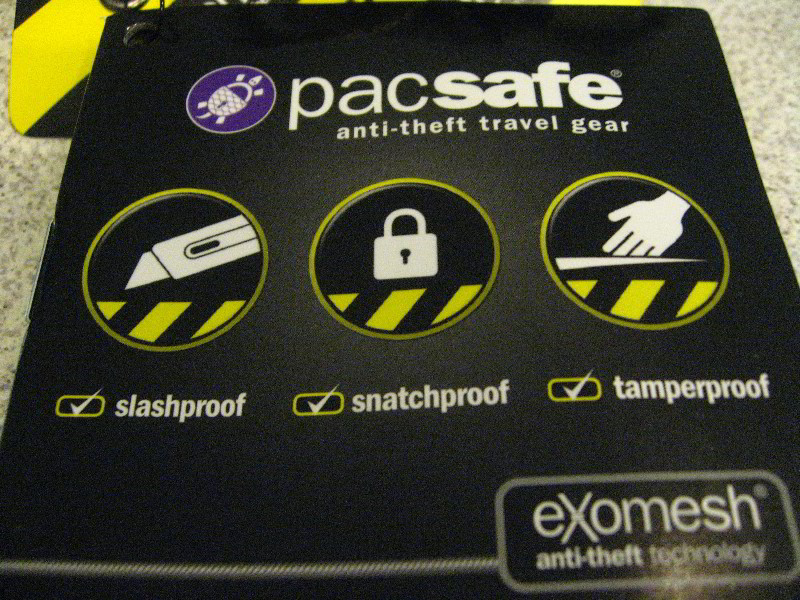 pacsafe®
anti-theft travel gear
slashproof
snatchproof
tamperproof
eXomesh®
anti-theft technology